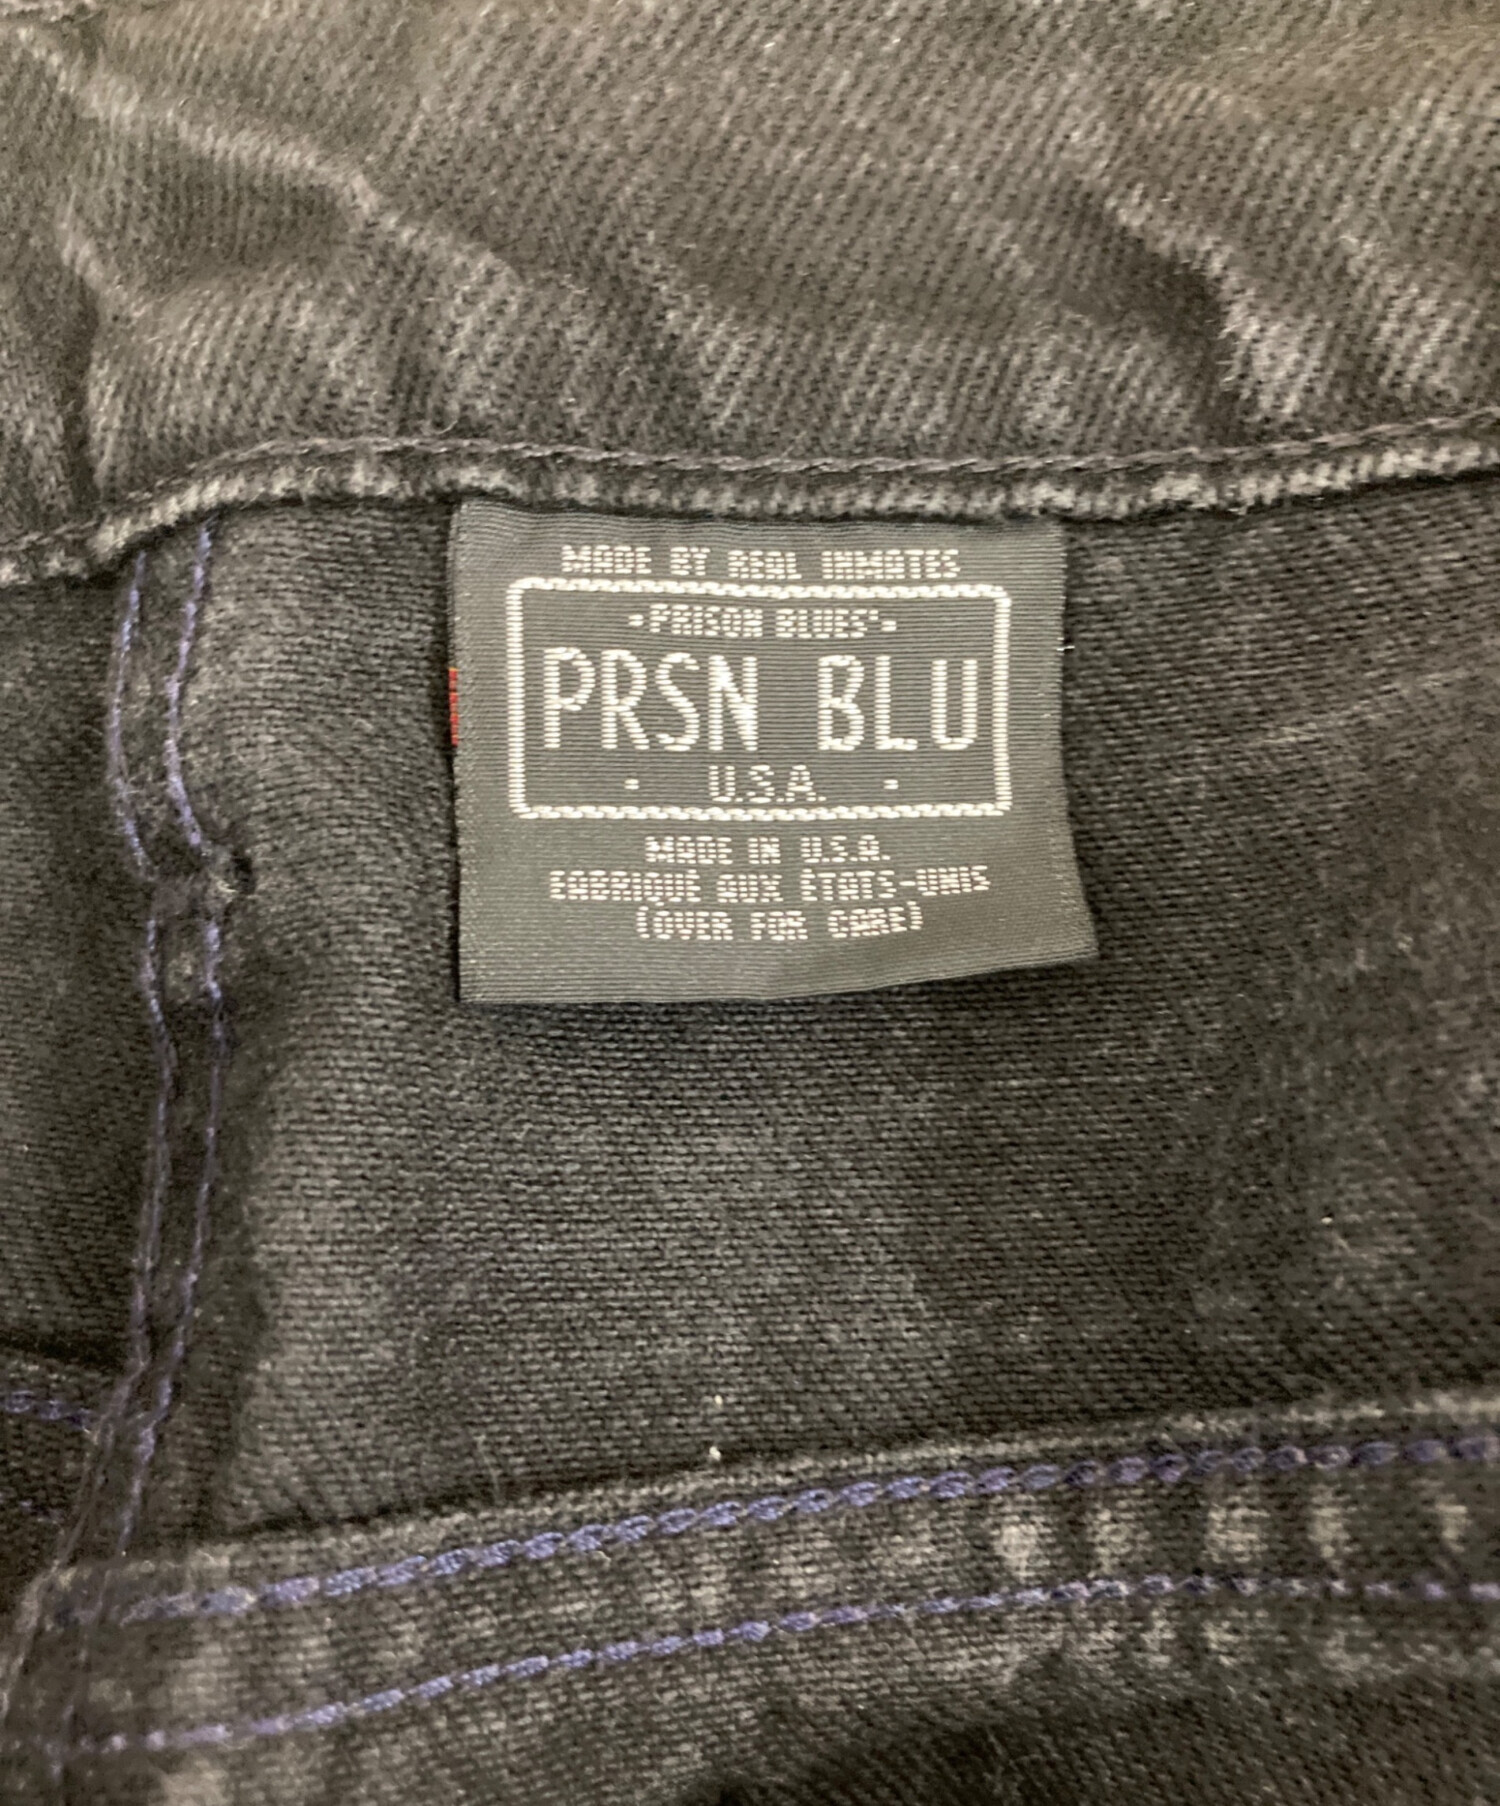 MADE BY REAL INMATES
-PRISON BLUES'-
PRSN BLU
· U.S.A. ·
MADE IN U.S.A.
FABRIQUÉ AUX ÉTATS-UNIS
(OVER FOR CARE)